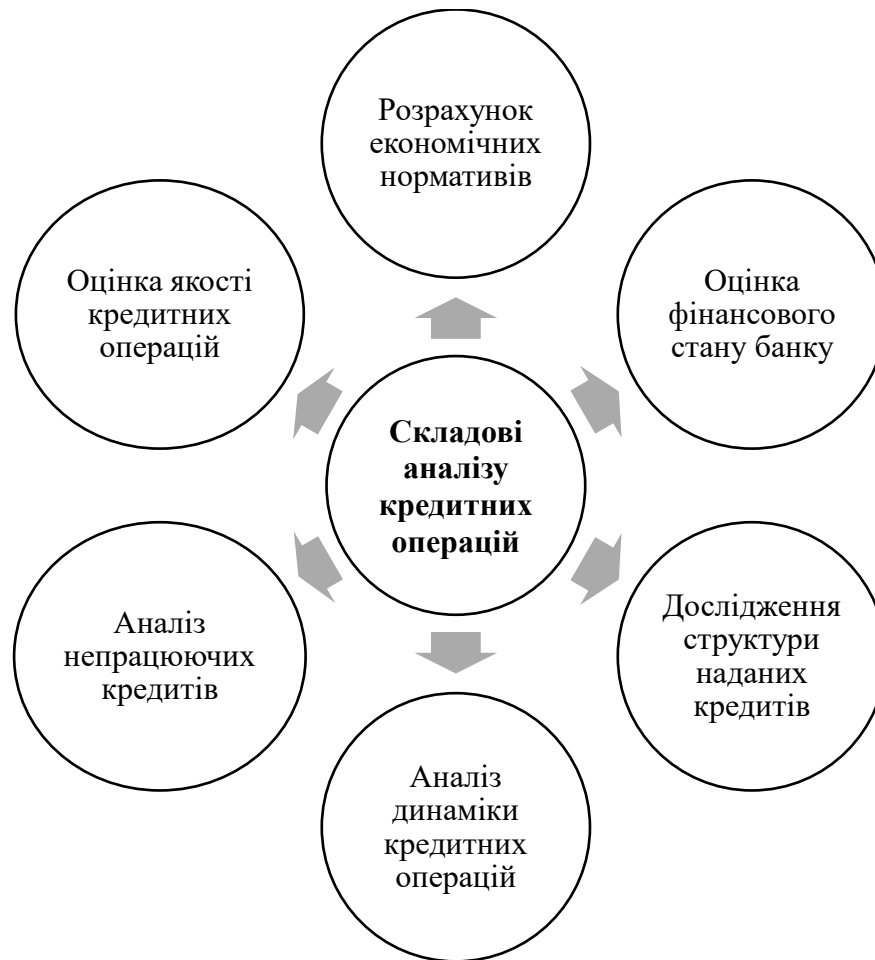 Розрахунок
економічних
нормативів
Оцінка якості
кредитних
операцій
Оцінка
фінансового
стану банку
Складові
аналізу
кредитних
операцій
Аналіз
непрацюючих
кредитів
Дослідження
структури
наданих
кредитів
Аналіз
динаміки
кредитних
операцій